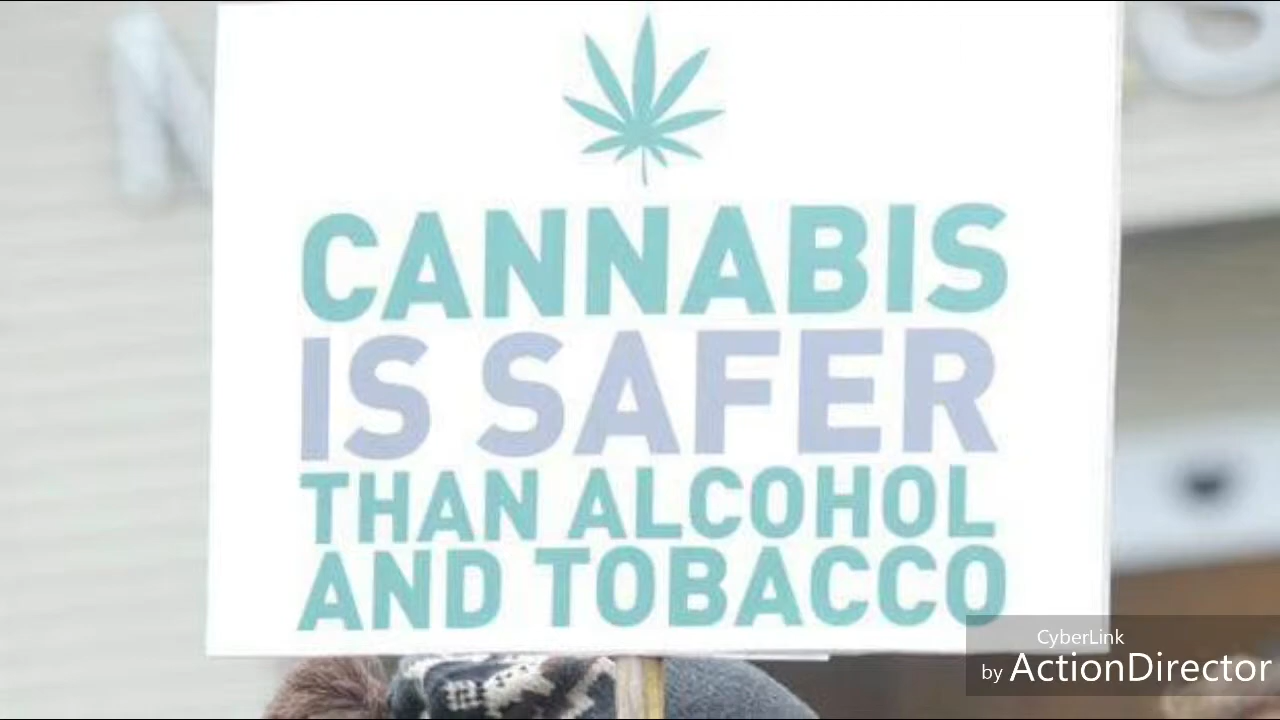 CANNABIS
IS SAFER
THAN ALCOHOL
AND TOBACCO
CyberLink
by ActionDirector